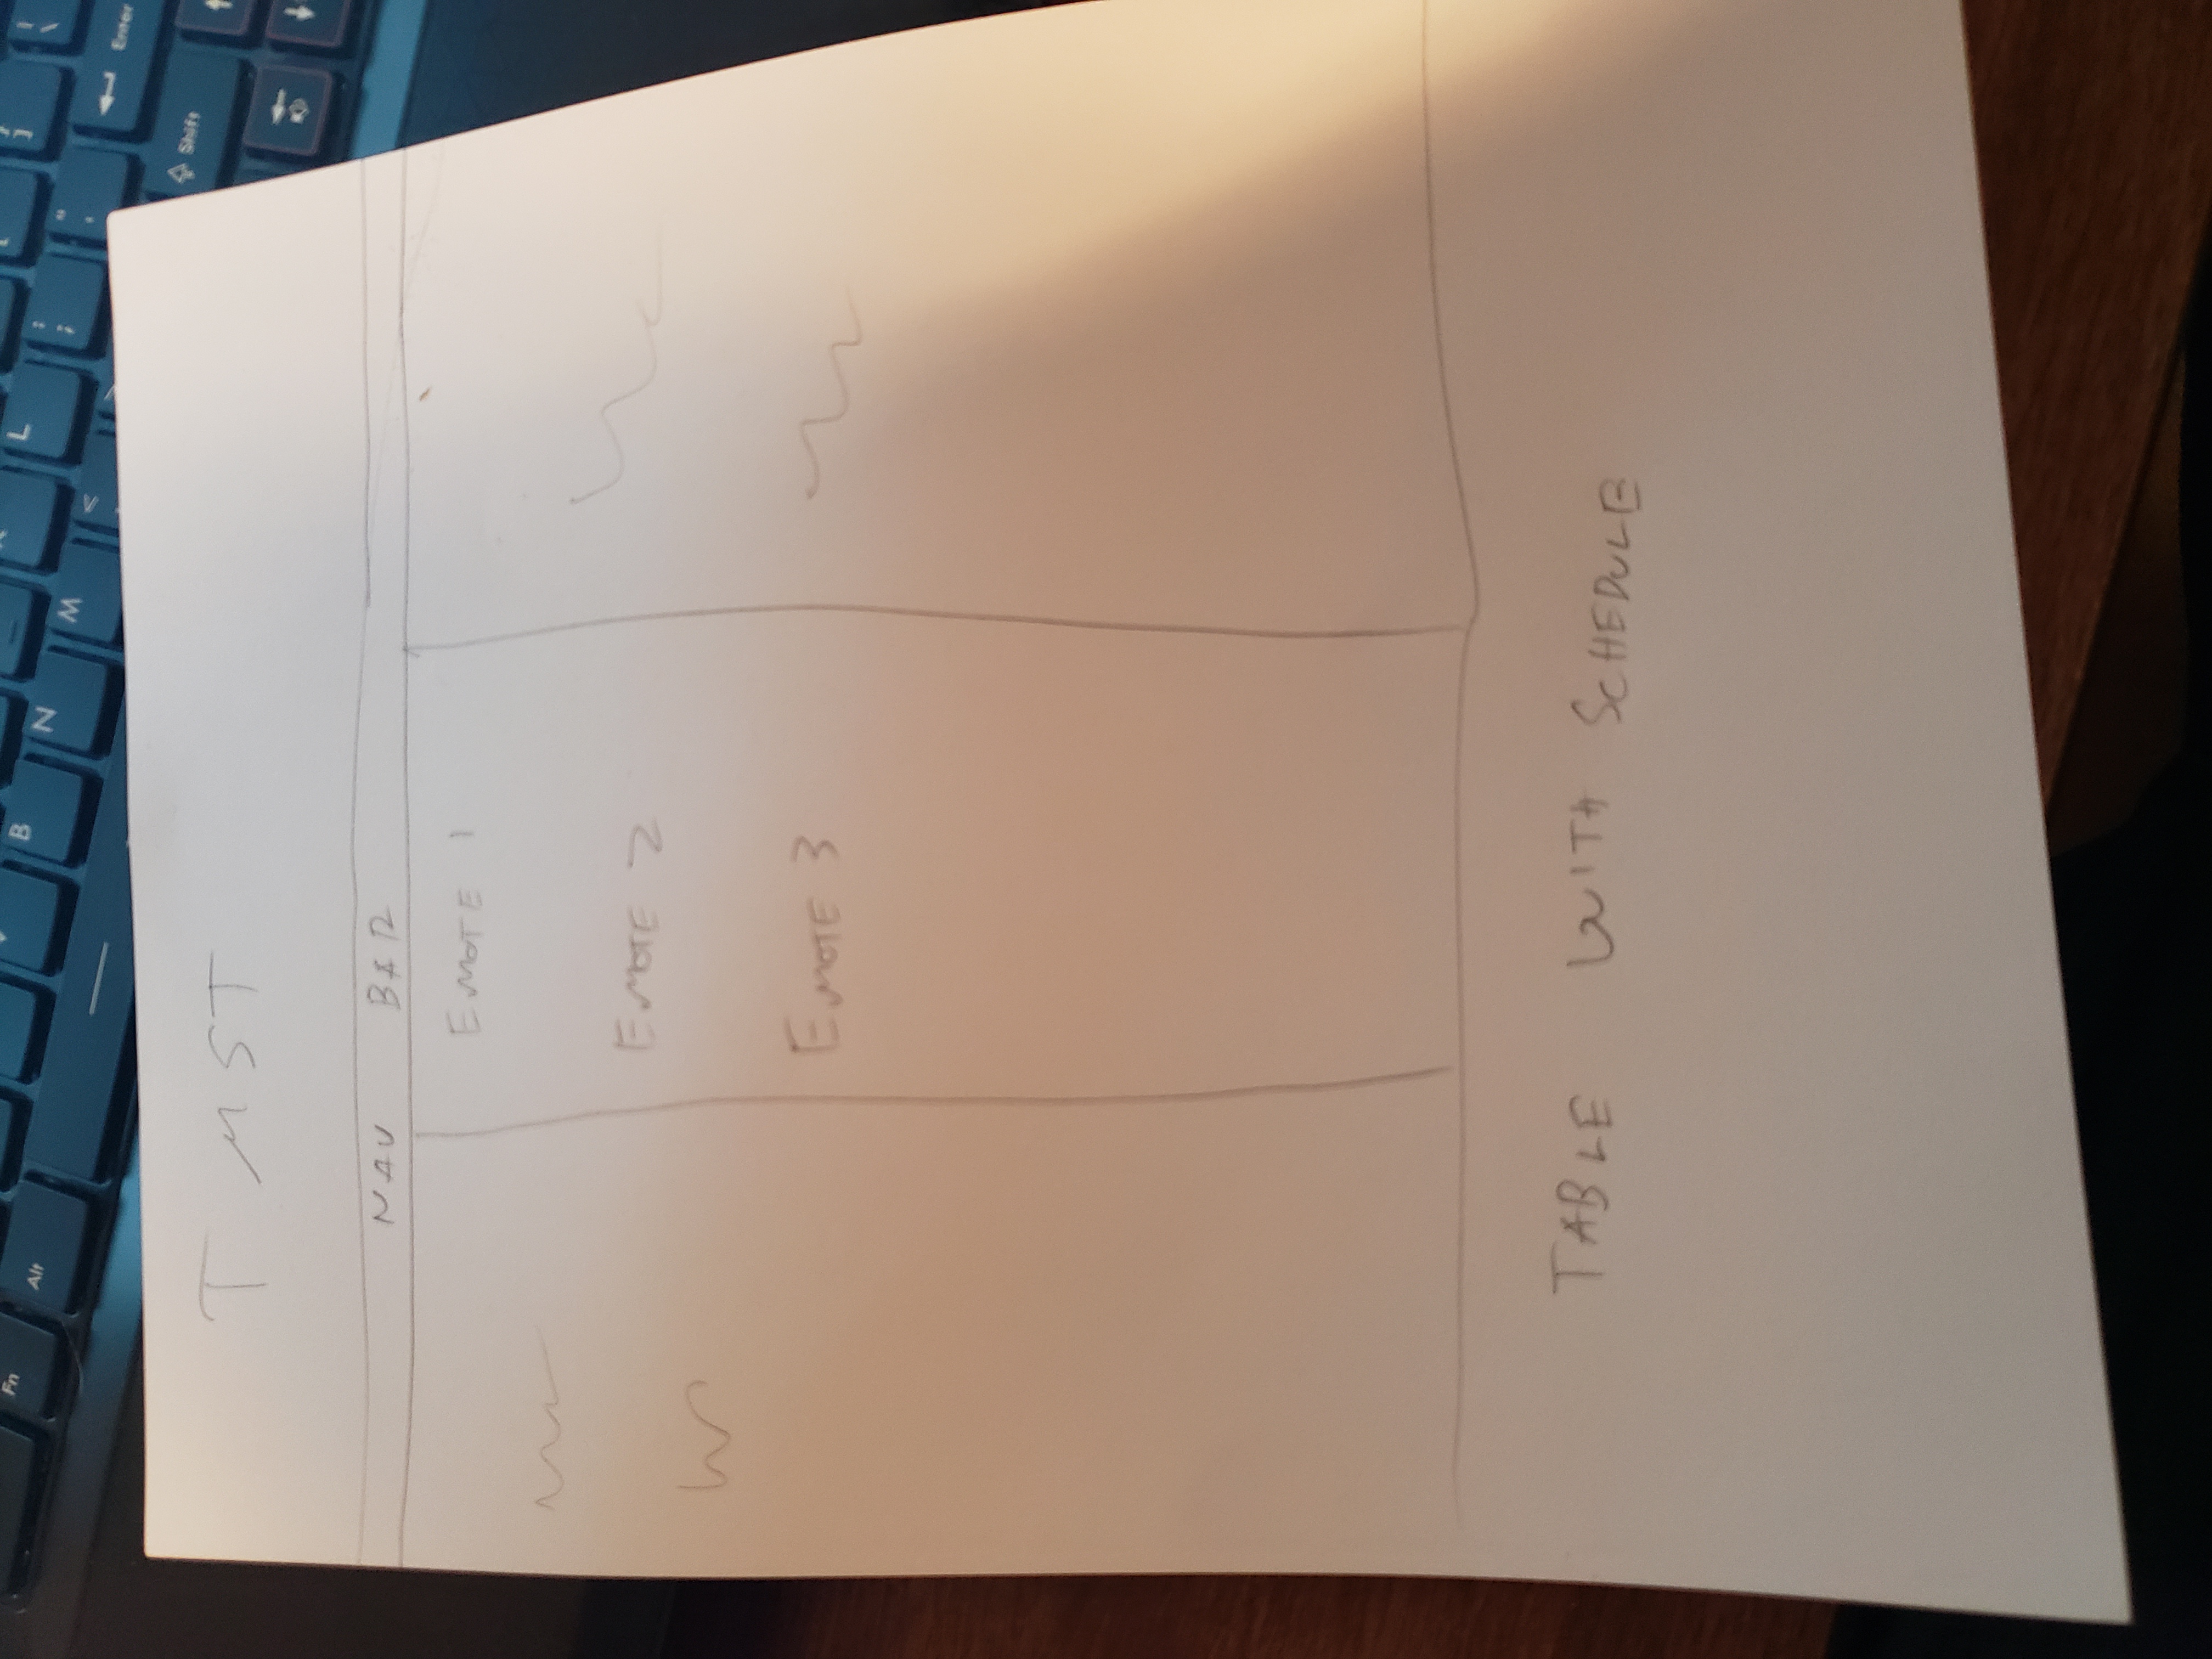 Fn Alt B N M L Enter
Shift
T MST
NAV BAR
EMOTE 1
EMOTE 2
EMOTE 3
TABLE WITH SCHEDULE